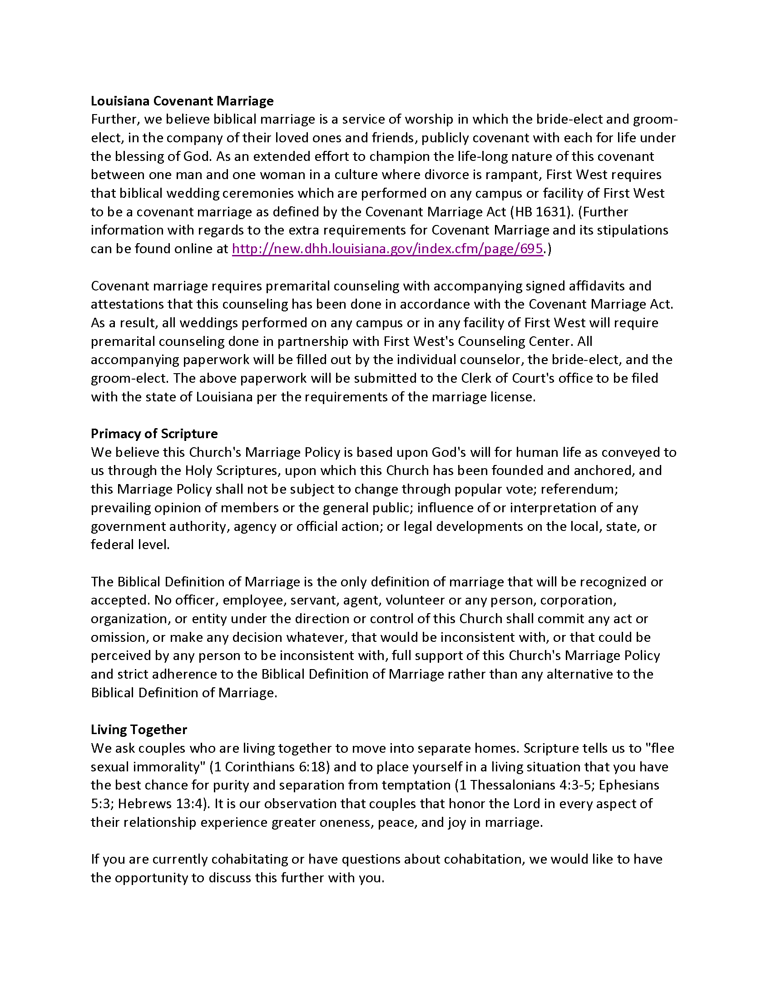 Louisiana Covenant Marriage
Further, we believe biblical marriage is a service of worship in which the bride-elect and groom-
elect, in the company of their loved ones and friends, publicly covenant with each for life under
the blessing of God. As an extended effort to champion the life-long nature of this covenant
between one man and one woman in a culture where divorce is rampant, First West requires
that biblical wedding ceremonies which are performed on any campus or facility of First West
to be a covenant marriage as defined by the Covenant Marriage Act (HB 1631). (Further
information with regards to the extra requirements for Covenant Marriage and its stipulations
can be found online at http://new.dhh.louisiana.gov/index.cfm/page/695.)
Covenant marriage requires premarital counseling with accompanying signed affidavits and
attestations that this counseling has been done in accordance with the Covenant Marriage Act.
As a result, all weddings performed on any campus or in any facility of First West will require
premarital counseling done in partnership with First West's Counseling Center. All
accompanying paperwork will be filled out by the individual counselor, the bride-elect, and the
groom-elect. The above paperwork will be submitted to the Clerk of Court's office to be filed
with the state of Louisiana per the requirements of the marriage license.
Primacy of Scripture
We believe this Church's Marriage Policy is based upon God's will for human life as conveyed to
us through the Holy Scriptures, upon which this Church has been founded and anchored, and
this Marriage Policy shall not be subject to change through popular vote; referendum;
prevailing opinion of members or the general public; influence of or interpretation of any
government authority, agency or official action; or legal developments on the local, state, or
federal level.
The Biblical Definition of Marriage is the only definition of marriage that will be recognized or
accepted. No officer, employee, servant, agent, volunteer or any person, corporation,
organization, or entity under the direction or control of this Church shall commit any act or
omission, or make any decision whatever, that would be inconsistent with, or that could be
perceived by any person to be inconsistent with, full support of this Church's Marriage Policy
and strict adherence to the Biblical Definition of Marriage rather than any alternative to the
Biblical Definition of Marriage.
Living Together
We ask couples who are living together to move into separate homes. Scripture tells us to "flee
sexual immorality" (1 Corinthians 6:18) and to place yourself in a living situation that you have
the best chance for purity and separation from temptation (1 Thessalonians 4:3-5; Ephesians
5:3; Hebrews 13:4). It is our observation that couples that honor the Lord in every aspect of
their relationship experience greater oneness, peace, and joy in marriage.
If you are currently cohabitating or have questions about cohabitation, we would like to have
the opportunity to discuss this further with you.